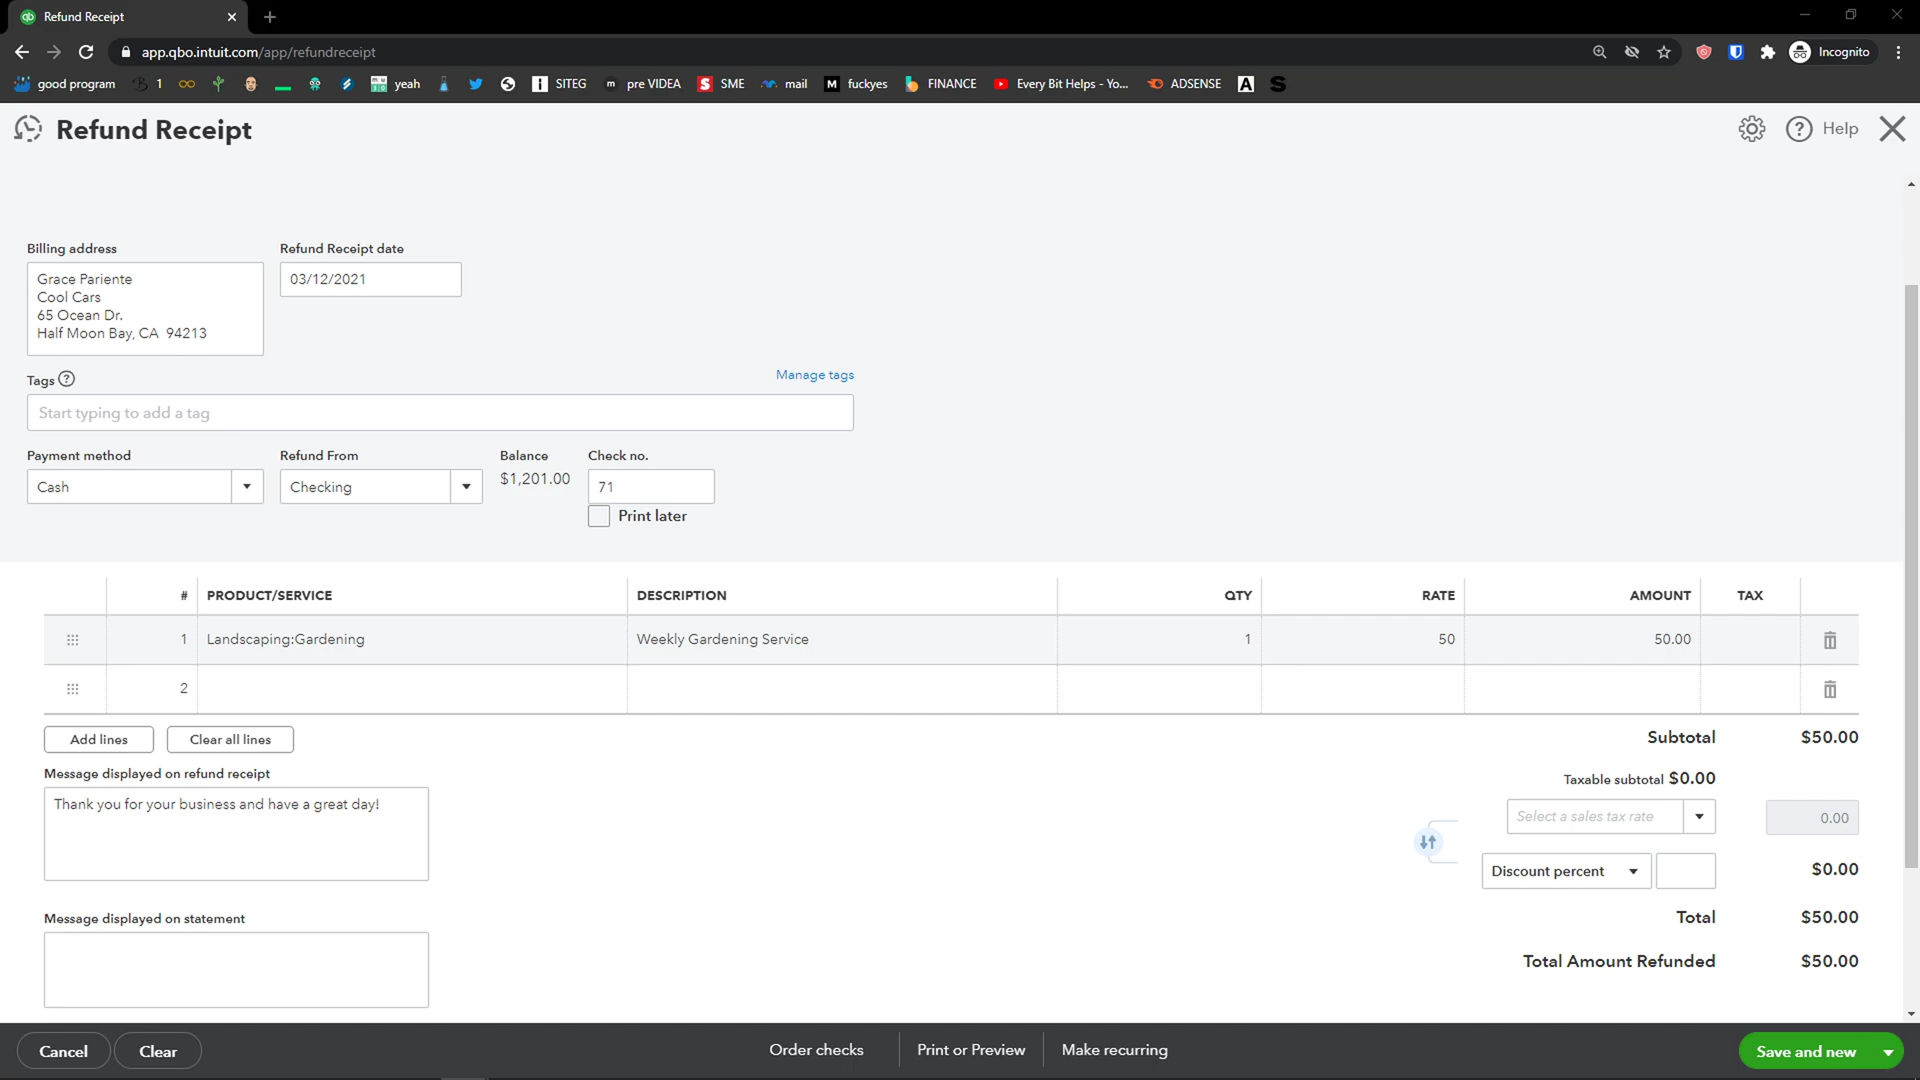 Refund Receipt
app.qbo.intuit.com/app/refundreceipt
Incognito
good program
1
yeah
SITEG
m pre VIDEA
S SME
mail
M fuckyes
FINANCE
Every Bit Helps - Yo...
ADSENSE
A
S
Refund Receipt
? Help
Billing address
Refund Receipt date
Grace Pariente
Cool Cars
65 Ocean Dr.
Half Moon Bay, CA 94213
03/12/2021
Tags ?
Manage tags
Start typing to add a tag
Payment method
Refund From
Balance
Check no.
Cash
Checking
$1,201.00
71
Print later
# PRODUCT/SERVICE DESCRIPTION QTY RATE AMOUNT TAX
1 Landscaping:Gardening Weekly Gardening Service 1 50 50.00
2
Add lines
Clear all lines
Subtotal $50.00
Message displayed on refund receipt
Taxable subtotal $0.00
Thank you for your business and have a great day!
Select a sales tax rate
0.00
Discount percent
$0.00
Message displayed on statement
Total $50.00
Total Amount Refunded $50.00
Cancel
Clear
Order checks
Print or Preview
Make recurring
Save and new